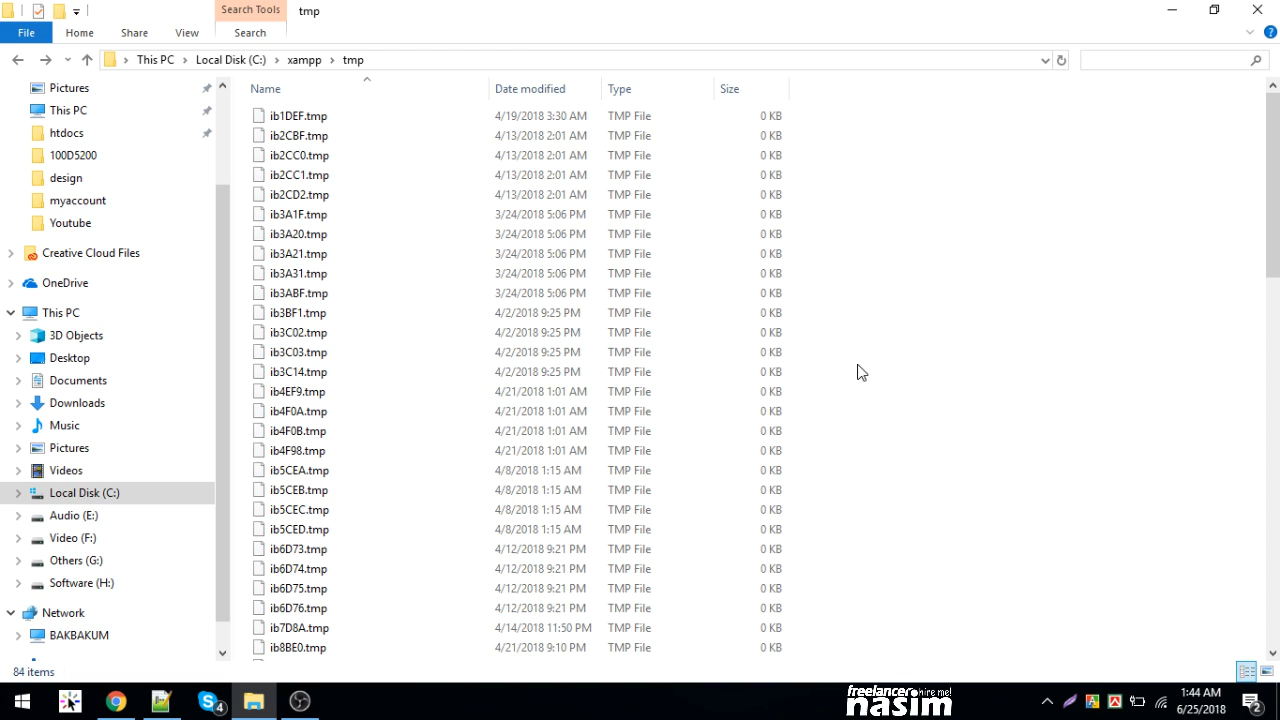 Search Tools
tmp
File
Home
Share
View
Search
This PC
Local Disk (C:)
xampp
tmp
Name
Date modified
Type
Size
Pictures
This PC
htdocs
100D5200
design
myaccount
Youtube
Creative Cloud Files
OneDrive
This PC
3D Objects
Desktop
Documents
Downloads
Music
Pictures
Videos
Local Disk (C:)
Audio (E:)
Video (F:)
Others (G:)
Software (H:)
Network
BAKBAKUM
ib1DEF.tmp 4/19/2018 3:30 AM TMP File 0 KB
ib2CBF.tmp 4/13/2018 2:01 AM TMP File 0 KB
ib2CC0.tmp 4/13/2018 2:01 AM TMP File 0 KB
ib2CC1.tmp 4/13/2018 2:01 AM TMP File 0 KB
ib2CD2.tmp 4/13/2018 2:01 AM TMP File 0 KB
ib3A1F.tmp 3/24/2018 5:06 PM TMP File 0 KB
ib3A20.tmp 3/24/2018 5:06 PM TMP File 0 KB
ib3A21.tmp 3/24/2018 5:06 PM TMP File 0 KB
ib3A31.tmp 3/24/2018 5:06 PM TMP File 0 KB
ib3ABF.tmp 3/24/2018 5:06 PM TMP File 0 KB
ib3BF1.tmp 4/2/2018 9:25 PM TMP File 0 KB
ib3C02.tmp 4/2/2018 9:25 PM TMP File 0 KB
ib3C03.tmp 4/2/2018 9:25 PM TMP File 0 KB
ib3C14.tmp 4/2/2018 9:25 PM TMP File 0 KB
ib4EF9.tmp 4/21/2018 1:01 AM TMP File 0 KB
ib4F0A.tmp 4/21/2018 1:01 AM TMP File 0 KB
ib4F0B.tmp 4/21/2018 1:01 AM TMP File 0 KB
ib4F98.tmp 4/21/2018 1:01 AM TMP File 0 KB
ib5CEA.tmp 4/8/2018 1:15 AM TMP File 0 KB
ib5CEB.tmp 4/8/2018 1:15 AM TMP File 0 KB
ib5CEC.tmp 4/8/2018 1:15 AM TMP File 0 KB
ib5CED.tmp 4/8/2018 1:15 AM TMP File 0 KB
ib6D73.tmp 4/12/2018 9:21 PM TMP File 0 KB
ib6D74.tmp 4/12/2018 9:21 PM TMP File 0 KB
ib6D75.tmp 4/12/2018 9:21 PM TMP File 0 KB
ib6D76.tmp 4/12/2018 9:21 PM TMP File 0 KB
ib7D8A.tmp 4/14/2018 11:50 PM TMP File 0 KB
ib8BE0.tmp 4/21/2018 9:10 PM TMP File 0 KB
84 items
4
freelancer hire me!
nasim
1:44 AM
6/25/2018
2